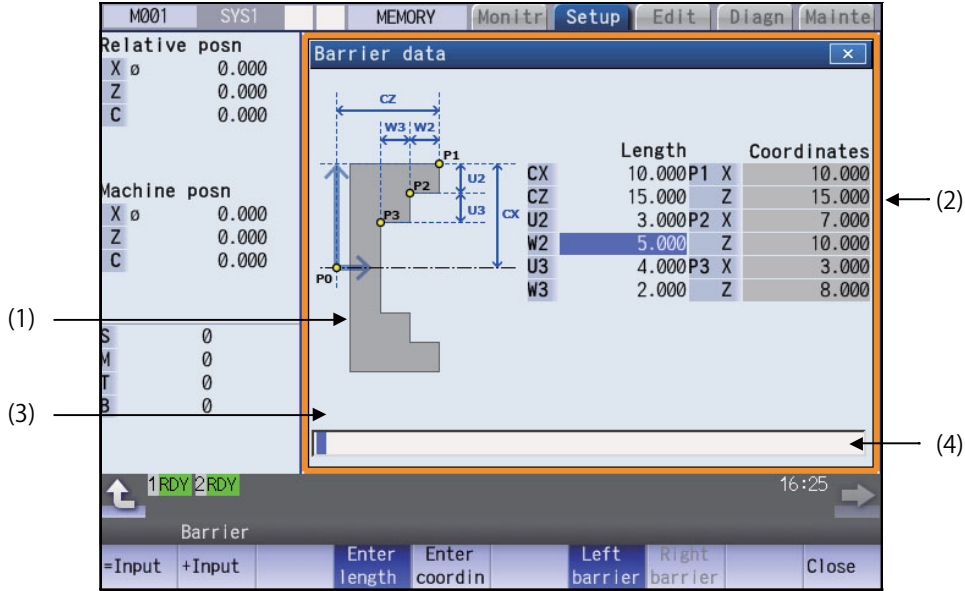 M001 SYS1 MEMORY Monitr Setup Edit Diagn Mainte
Relative posn
X ø 0.000
Z 0.000
C 0.000
Machine posn
X ø 0.000
Z 0.000
C 0.000
S 0
M 0
T 0
B 0
Barrier data ×
CZ
W3 W2
P1
U2
P2
U3 CX
P3
P0
Length Coordinates
CX 10.000 P1 X 10.000
CZ 15.000 Z 15.000
U2 3.000 P2 X 7.000
W2 5.000 Z 10.000
U3 4.000 P3 X 3.000
W3 2.000 Z 8.000
(1)
(2)
(3)
(4)
1 RDY 2 RDY 16:25
Barrier
=Input +Input Enter length Enter coordin Left barrier Right barrier Close